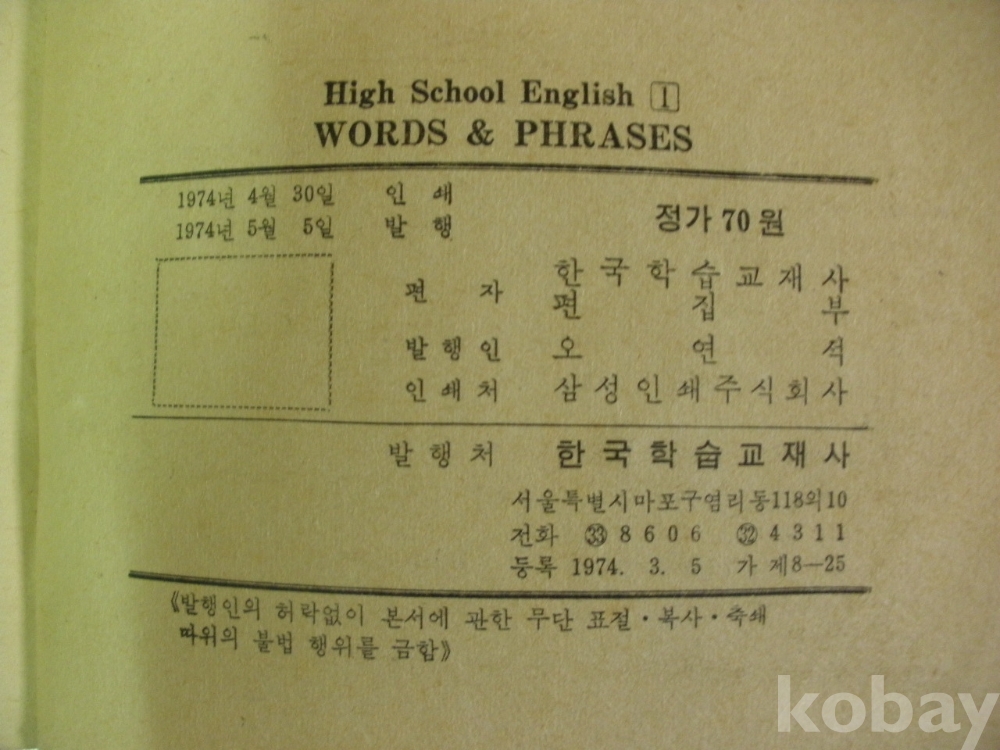 High School English 1
WORDS & PHRASES
1974년 4월 30일 인쇄
1974년 5월 5일 발행
정가 70원
편자 한국학습교재사
편집부
발행인 오연석
인쇄처 삼성인쇄주식회사
발행처 한국학습교재사
서울특별시마포구염리동118의10
전화 ㉝8606 ㉜4311
등록 1974. 3. 5 가 제8—25
《발행인의 허락없이 본서에 관한 무단 표절·복사·축쇄
따위의 불법 행위를 금함》
kobay